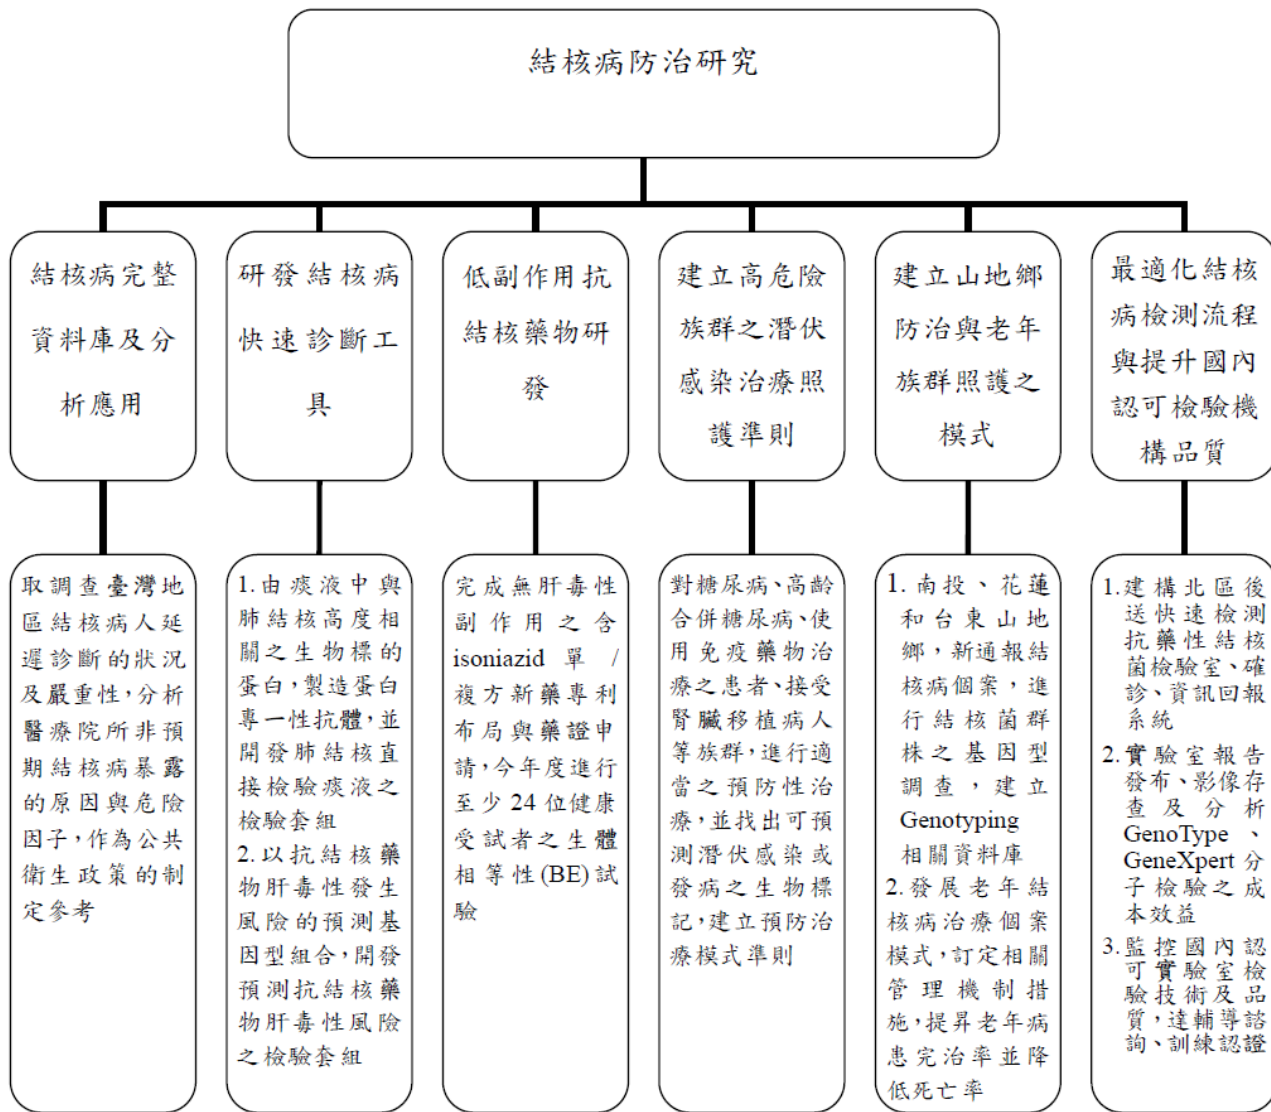 結核病防治研究
結核病完整
資料庫及分
析應用
研發結核病
快速診斷工
具
低副作用抗
結核藥物研
發
建立高危險
族群之潛伏
感染治療照
護準則
建立山地鄉
防治與老年
族群照護之
模式
最適化結核
病檢測流程
與提升國內
認可檢驗機
構品質
取調查臺灣地
區結核病人延
遲診斷的狀況
及嚴重性,分析
醫療院所非預
期結核病暴露
的原因與危險
因子,作為公共
衛生政策的制
定參考
1.由痰液中與
肺結核高度相
關之生物標的
蛋白,製造蛋白
專一性抗體,並
開發肺結核直
接檢驗痰液之
檢驗套組
2.以抗結核藥
物肝毒性發生
風險的預測基
因型組合,開發
預測抗結核藥
物肝毒性風險
之檢驗套組
完成無肝毒性
副作用之含
isoniazid 單 /
複方新藥專利
布局與藥證申
請,今年度進行
至少 24 位健康
受試者之生體
相等性(BE)試
驗
對糖尿病、高齡
合併糖尿病、使
用免疫藥物治
療之患者、接受
腎臟移植病人
等族群,進行適
當之預防性治
療,並找出可預
測潛伏感染或
發病之生物標
記,建立預防治
療模式準則
1. 南投、花蓮
和台東山地
鄉,新通報結
核病個案,進
行結核菌群
株之基因型
調查,建立
Genotyping
相關資料庫
2.發展老年結
核病治療個案
模式,訂定相關
管理機制措
施,提昇老年病
患完治率並降
低死亡率
1.建構北區後
送快速檢測
抗藥性結核
菌檢驗室、確
診、資訊回報
系統
2.實驗室報告
發布、影像存
查及分析
GenoType、
GeneXpert 分
子檢驗之成
本效益
3.監控國內認
可實驗室檢
驗技術及品
質,達輔導諮
詢、訓練認證